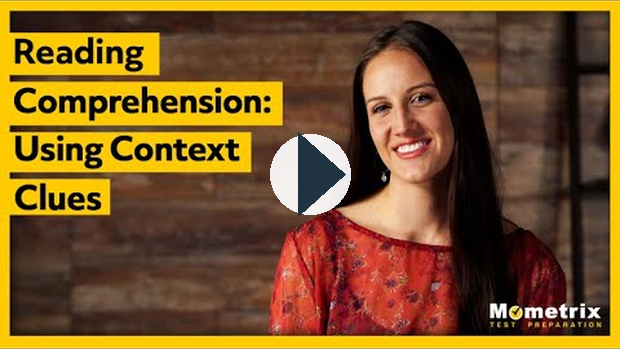 Reading
Comprehension:
Using Context
Clues
Mometrix
TEST PREPARATION